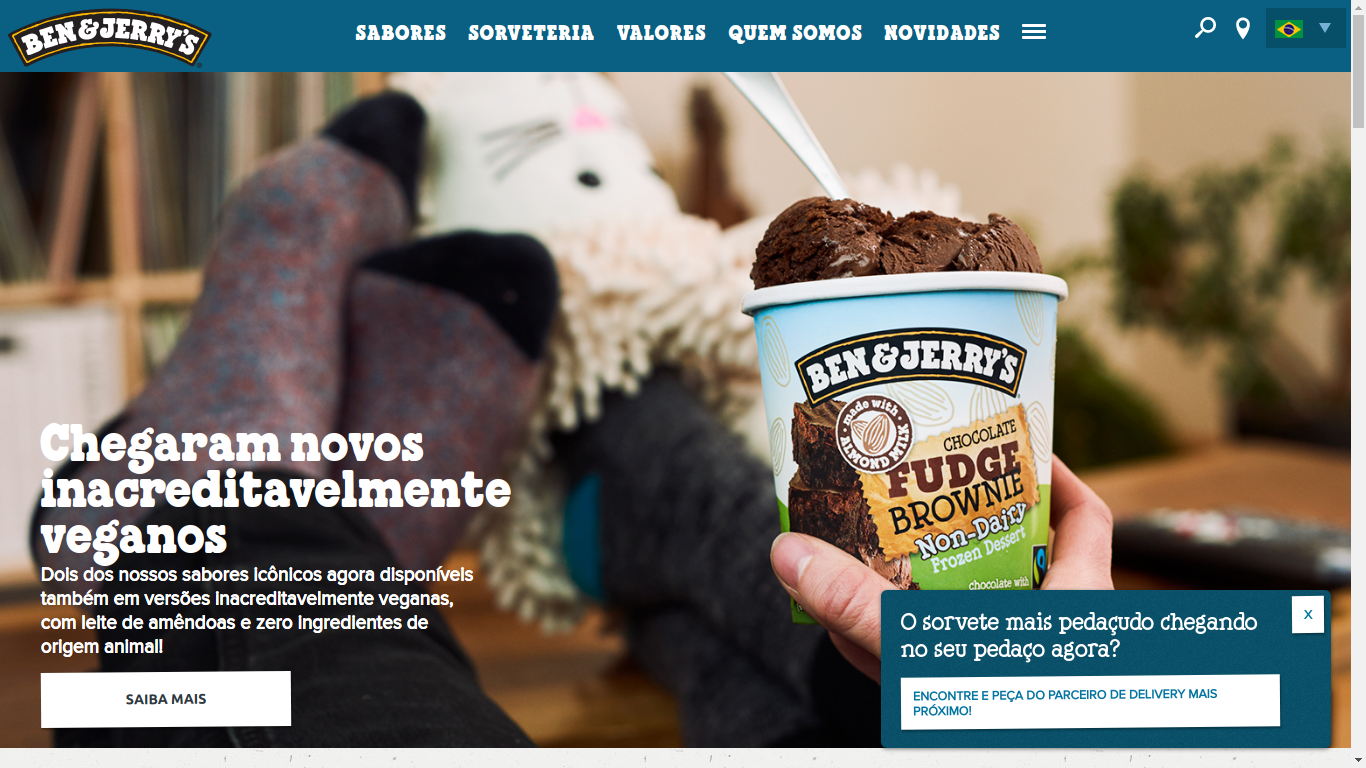 BEN & JERRY'S
SABORES SORVETERIA VALORES QUEM SOMOS NOVIDADES
BEN & JERRY'S
made with
ALMOND MILK
CHOCOLATE
FUDGE
BROWNIE
Non-Dairy
Frozen Dessert
chocolate with
Chegaram novos
inacreditavelmente
veganos
Dois dos nossos sabores icônicos agora disponíveis
também em versões inacreditavelmente veganas,
com leite de amêndoas e zero ingredientes de
origem animal!
SAIBA MAIS
O sorvete mais pedaçudo chegando
no seu pedaço agora?
X
ENCONTRE E PEÇA DO PARCEIRO DE DELIVERY MAIS
PRÓXIMO!